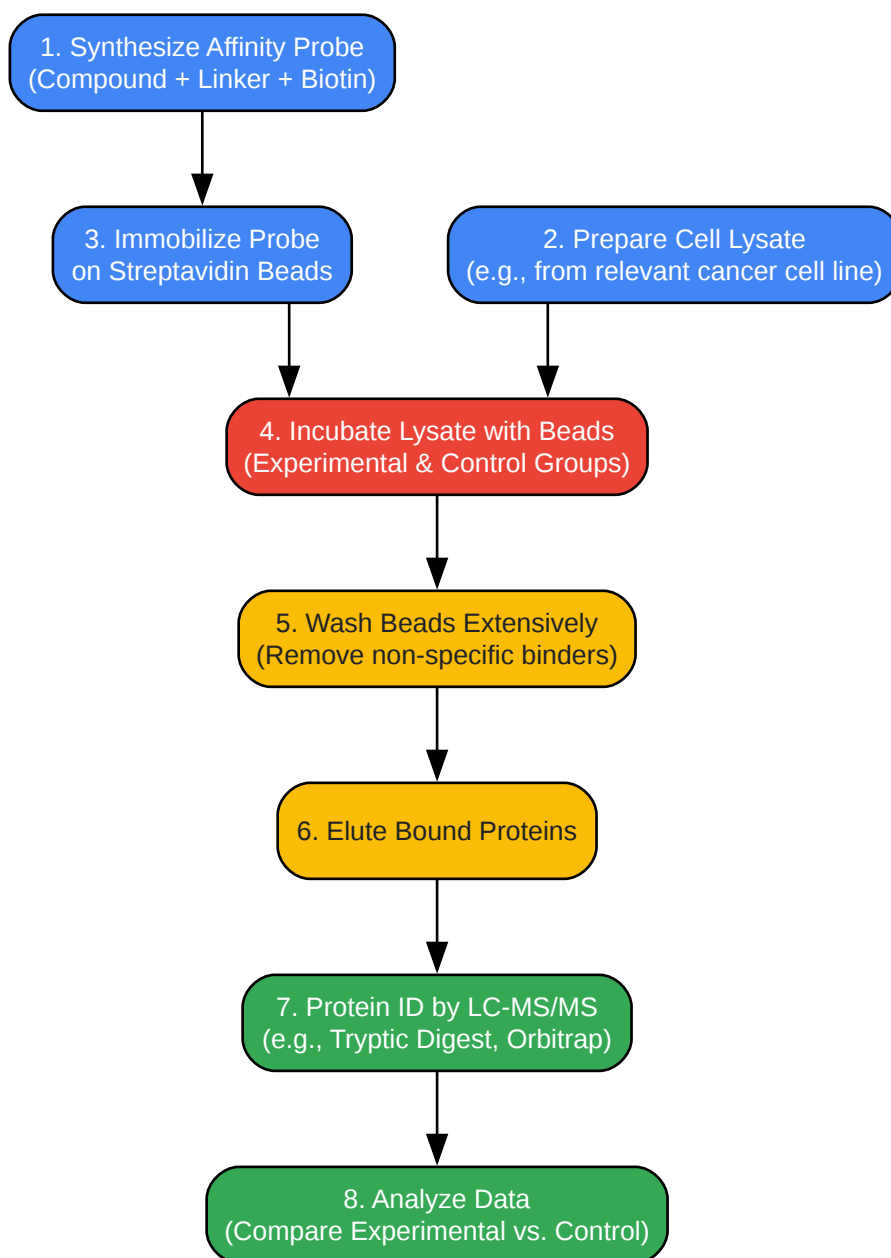 1. Synthesize Affinity Probe
(Compound + Linker + Biotin)
3. Immobilize Probe
on Streptavidin Beads
2. Prepare Cell Lysate
(e.g., from relevant cancer cell line)
4. Incubate Lysate with Beads
(Experimental & Control Groups)
5. Wash Beads Extensively
(Remove non-specific binders)
6. Elute Bound Proteins
7. Protein ID by LC-MS/MS
(e.g., Tryptic Digest, Orbitrap)
8. Analyze Data
(Compare Experimental vs. Control)